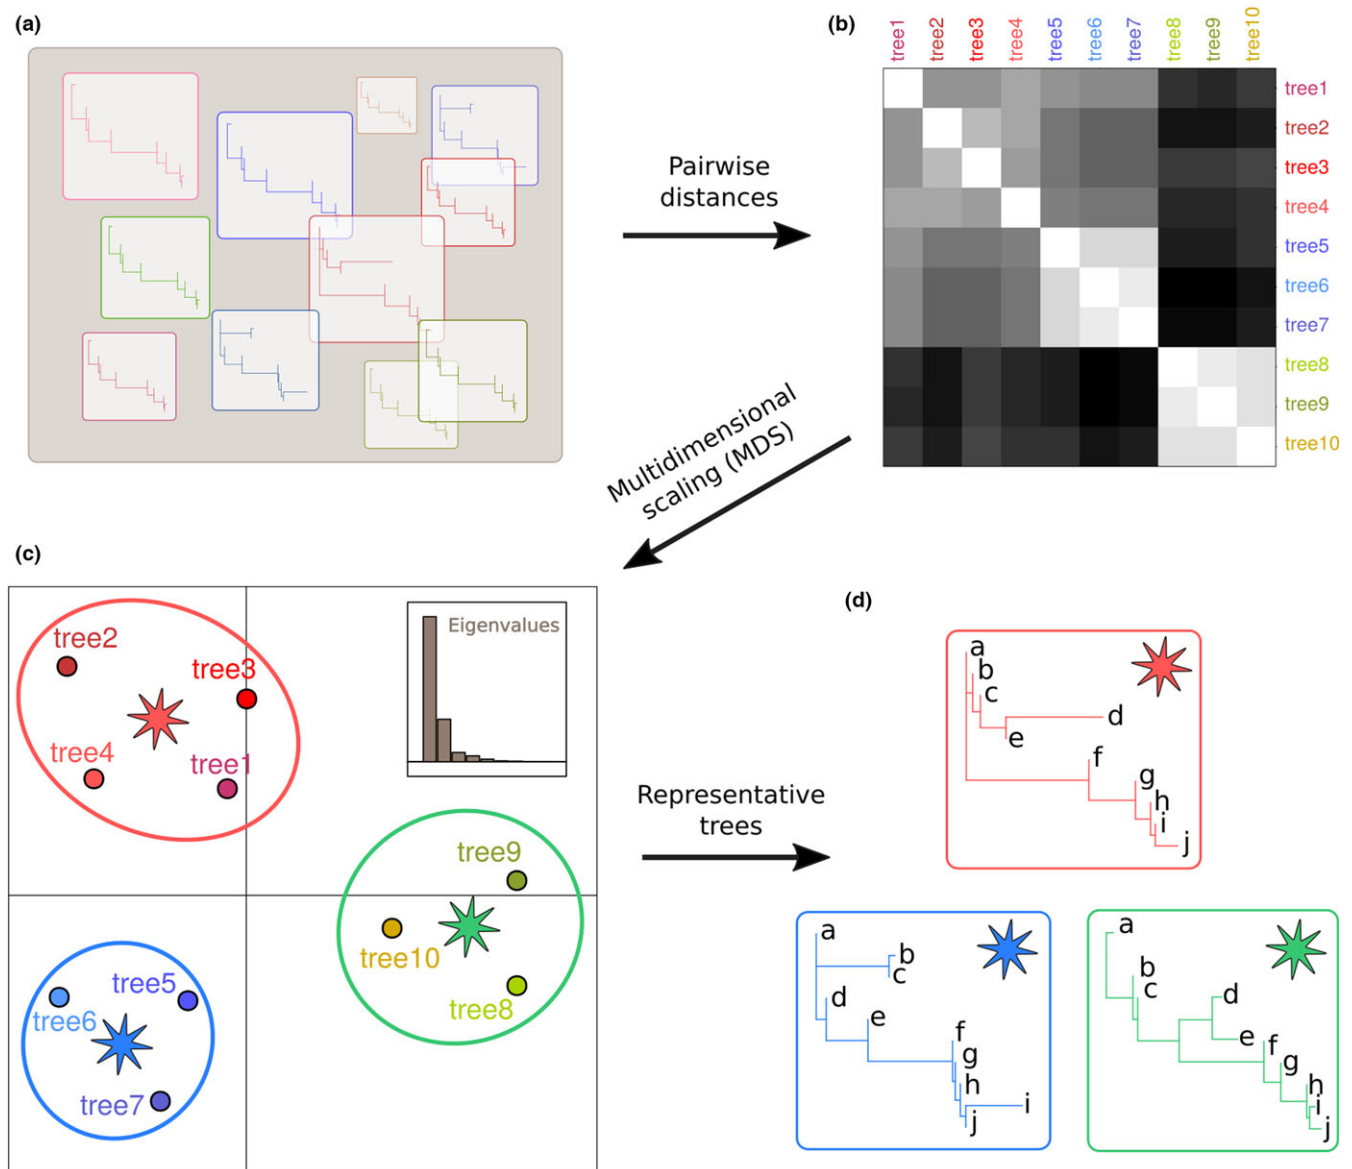 (a)
(b)
tree1 tree2 tree3 tree4 tree5 tree6 tree7 tree8 tree9 tree10
tree1
tree2
tree3
tree4
tree5
tree6
tree7
tree8
tree9
tree10
Pairwise
distances
Multidimensional
scaling (MDS)
(c)
tree2
tree3
tree4
tree1
Eigenvalues
tree9
tree10
tree8
tree5
tree6
tree7
Representative
trees
(d)
a
b
c
d
e
f
g
h
i
j
a
b
c
d
e
f
g
h
i
j
a
b
c
d
e
f
g
h
i
j